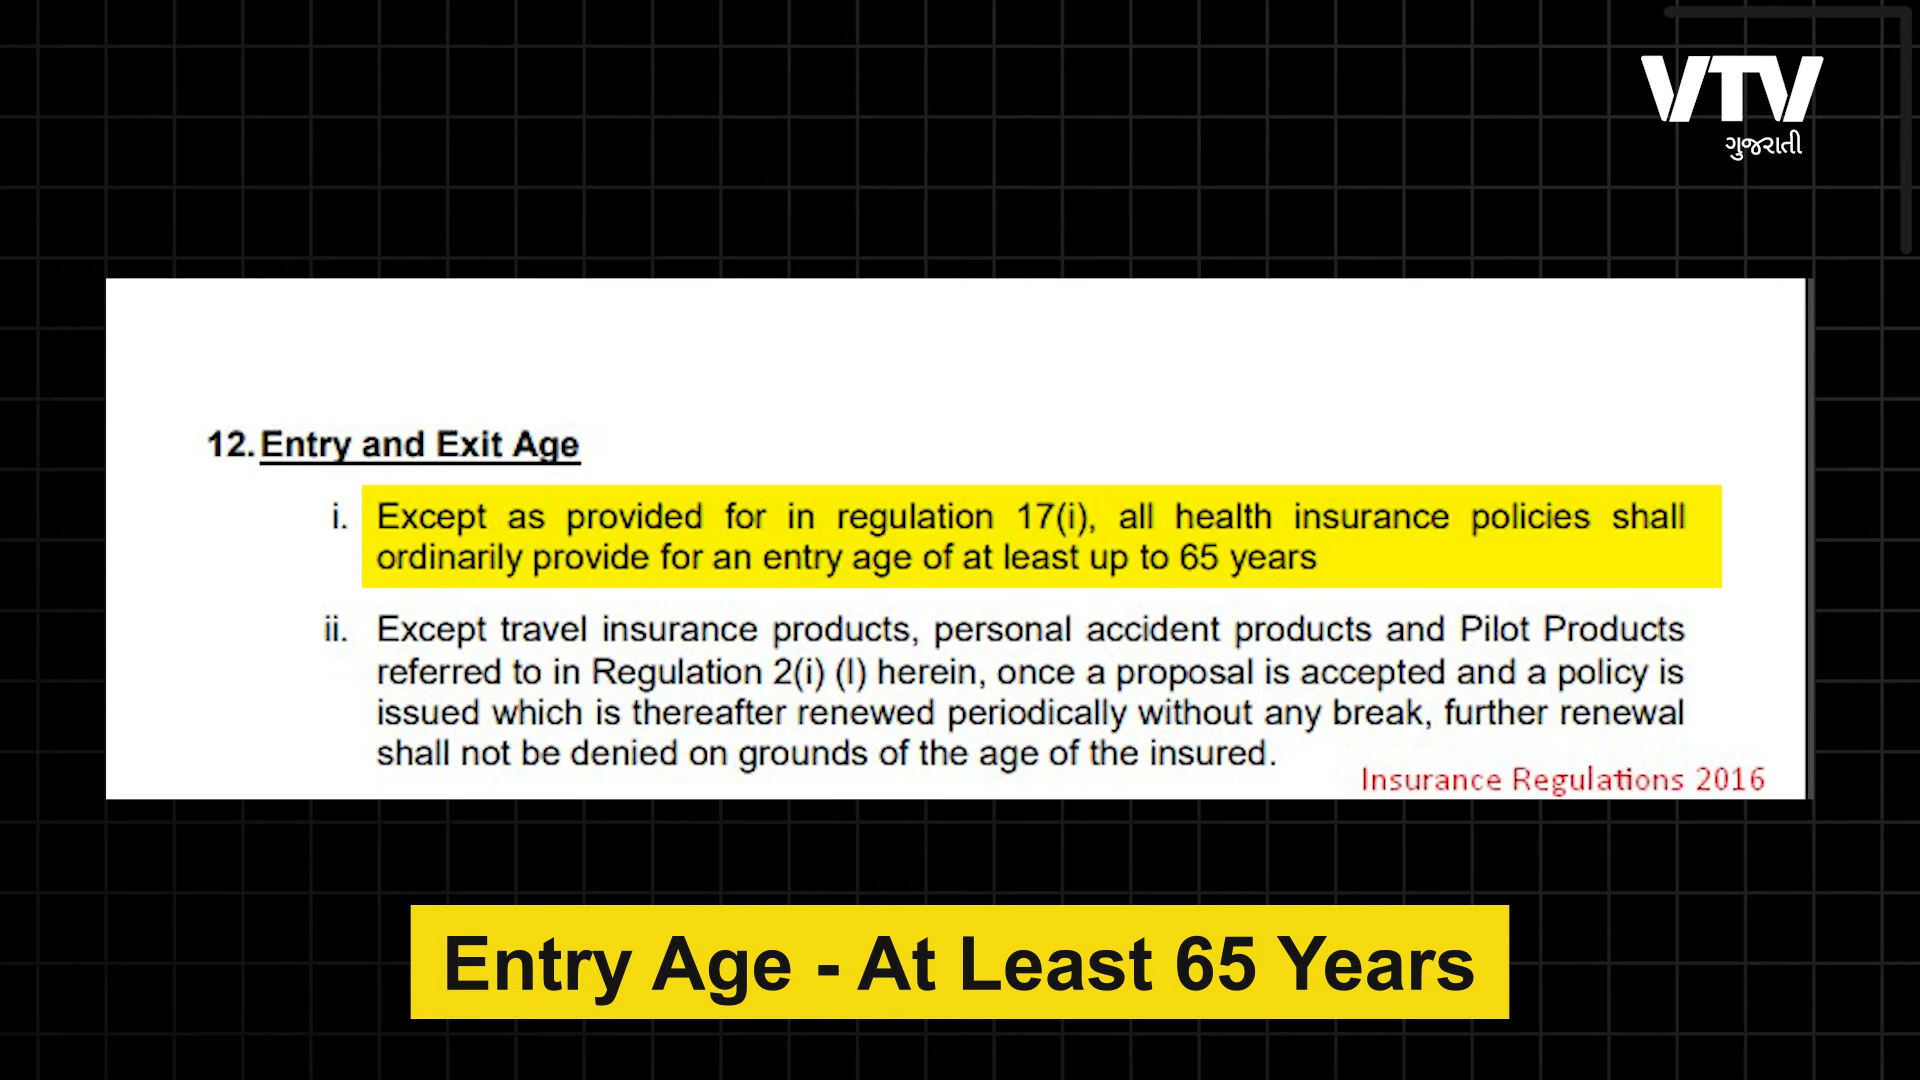 VTV
ગુજરાતી
12. Entry and Exit Age
i. Except as provided for in regulation 17(i), all health insurance policies shall
ordinarily provide for an entry age of at least up to 65 years
ii. Except travel insurance products, personal accident products and Pilot Products
referred to in Regulation 2(i) (l) herein, once a proposal is accepted and a policy is
issued which is thereafter renewed periodically without any break, further renewal
shall not be denied on grounds of the age of the insured.
Insurance Regulations 2016
Entry Age - At Least 65 Years